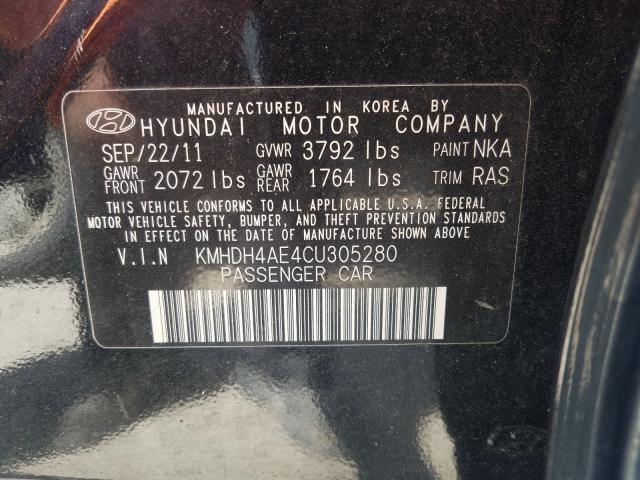 MANUFACTURED IN KOREA BY
HYUNDAI MOTOR COMPANY
SEP/22/11 GVWR 3792 lbs PAINT NKA
GAWR FRONT 2072 lbs GAWR REAR 1764 lbs TRIM RAS
THIS VEHICLE CONFORMS TO ALL APPLICABLE U.S.A. FEDERAL
MOTOR VEHICLE SAFETY, BUMPER, AND THEFT PREVENTION STANDARDS
IN EFFECT ON THE DATE OF MANUFACTURE SHOWN ABOVE.
V.I.N KMHDH4AE4CU305280
PASSENGER CAR